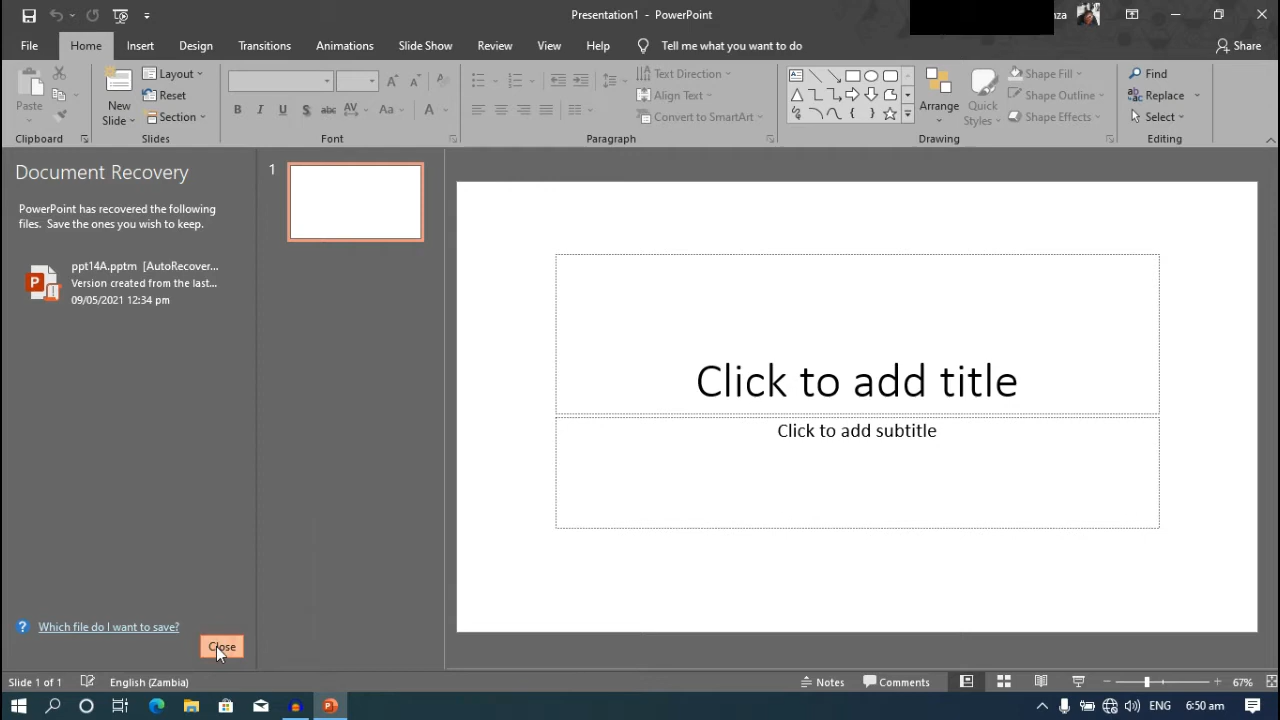 Presentation1 - PowerPoint
nza
File Home Insert Design Transitions Animations Slide Show Review View Help Tell me what you want to do Share
Paste
Clipboard
New
Slide
Layout
Reset
Section
Slides
B I U S abc AV Aa A
Font
Text Direction
Align Text
Convert to SmartArt
Paragraph
Arrange
Quick
Styles
Shape Fill
Shape Outline
Shape Effects
Drawing
Find
Replace
Select
Editing
Document Recovery
PowerPoint has recovered the following
files. Save the ones you wish to keep.
P
ppt14A.pptm [AutoRecover...
Version created from the last...
09/05/2021 12:34 pm
Which file do I want to save?
Close
1
Click to add title
Click to add subtitle
Slide 1 of 1 English (Zambia) Notes Comments 67%
ENG 6:50 am